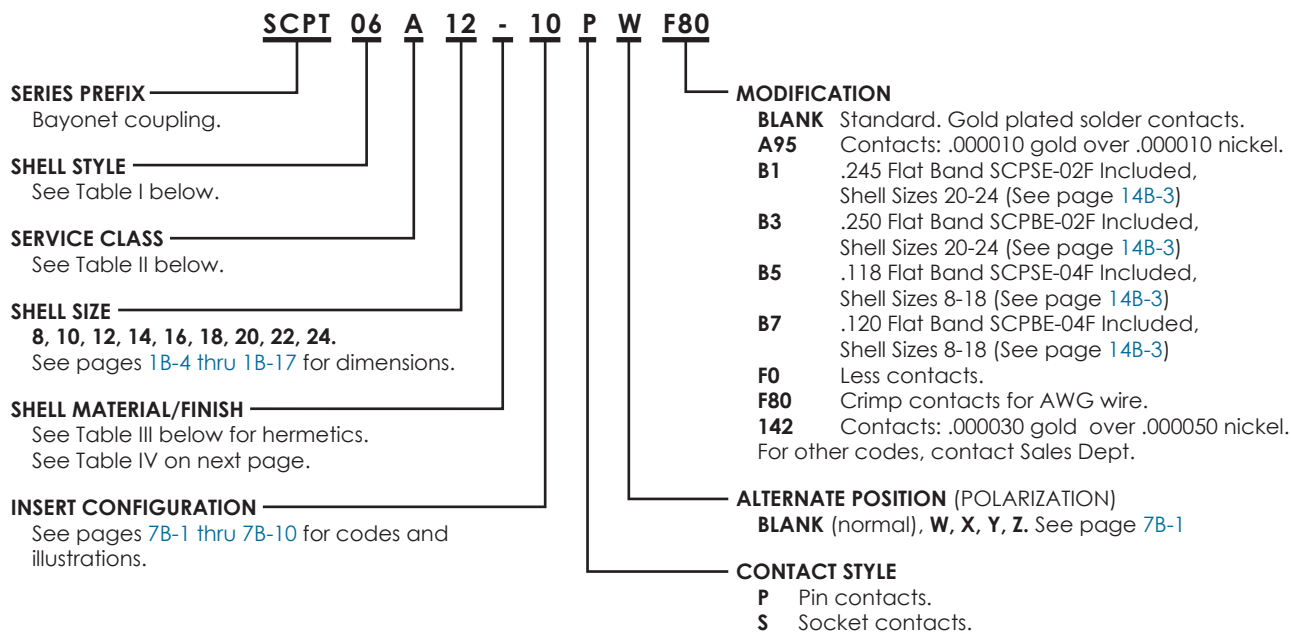 SCPT 06 A 12 - 10 P W F80
SERIES PREFIX
Bayonet coupling.
SHELL STYLE
See Table I below.
SERVICE CLASS
See Table II below.
SHELL SIZE
8, 10, 12, 14, 16, 18, 20, 22, 24.
See pages 1B-4 thru 1B-17 for dimensions.
SHELL MATERIAL/FINISH
See Table III below for hermetics.
See Table IV on next page.
INSERT CONFIGURATION
See pages 7B-1 thru 7B-10 for codes and
illustrations.
MODIFICATION
BLANK Standard. Gold plated solder contacts.
A95 Contacts: .000010 gold over .000010 nickel.
B1 .245 Flat Band SCPSE-02F Included,
Shell Sizes 20-24 (See page 14B-3)
B3 .250 Flat Band SCPBE-02F Included,
Shell Sizes 20-24 (See page 14B-3)
B5 .118 Flat Band SCPSE-04F Included,
Shell Sizes 8-18 (See page 14B-3)
B7 .120 Flat Band SCPBE-04F Included,
Shell Sizes 8-18 (See page 14B-3)
F0 Less contacts.
F80 Crimp contacts for AWG wire.
142 Contacts: .000030 gold over .000050 nickel.
For other codes, contact Sales Dept.
ALTERNATE POSITION (POLARIZATION)
BLANK (normal), W, X, Y, Z. See page 7B-1
CONTACT STYLE
P Pin contacts.
S Socket contacts.